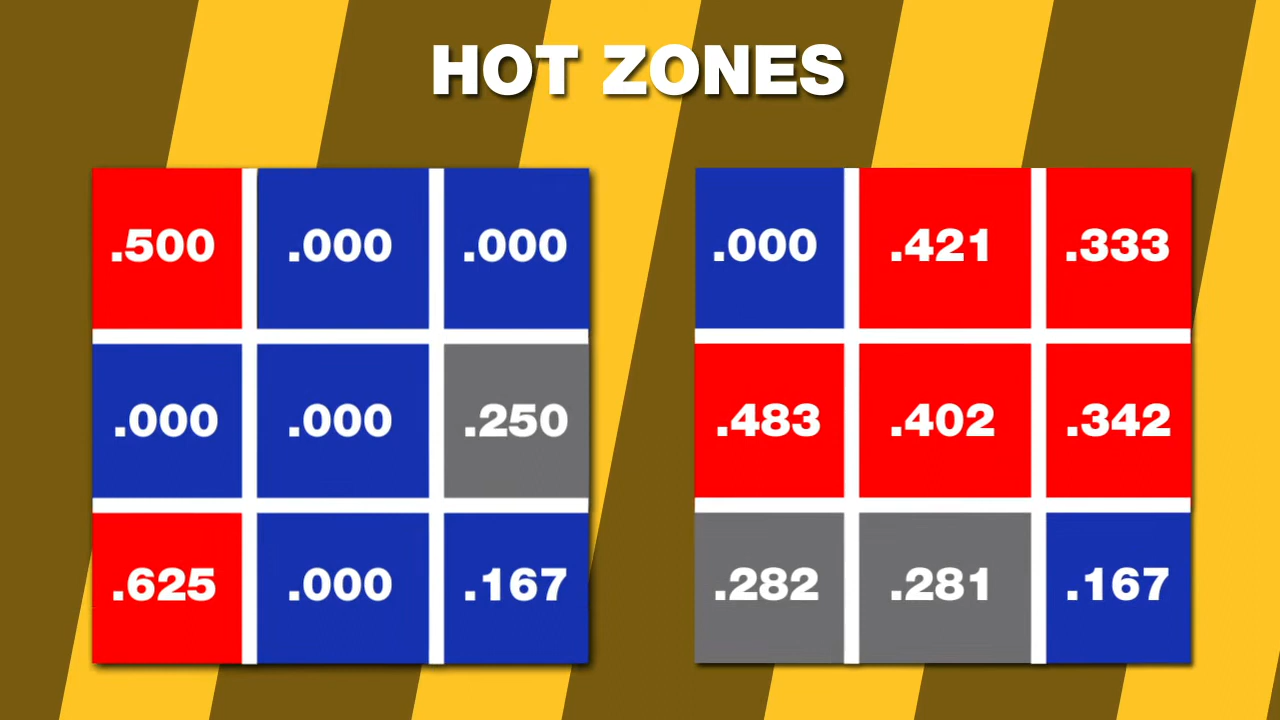 HOT ZONES
.500 .000 .000
.000 .000 .250
.625 .000 .167
.000 .421 .333
.483 .402 .342
.282 .281 .167